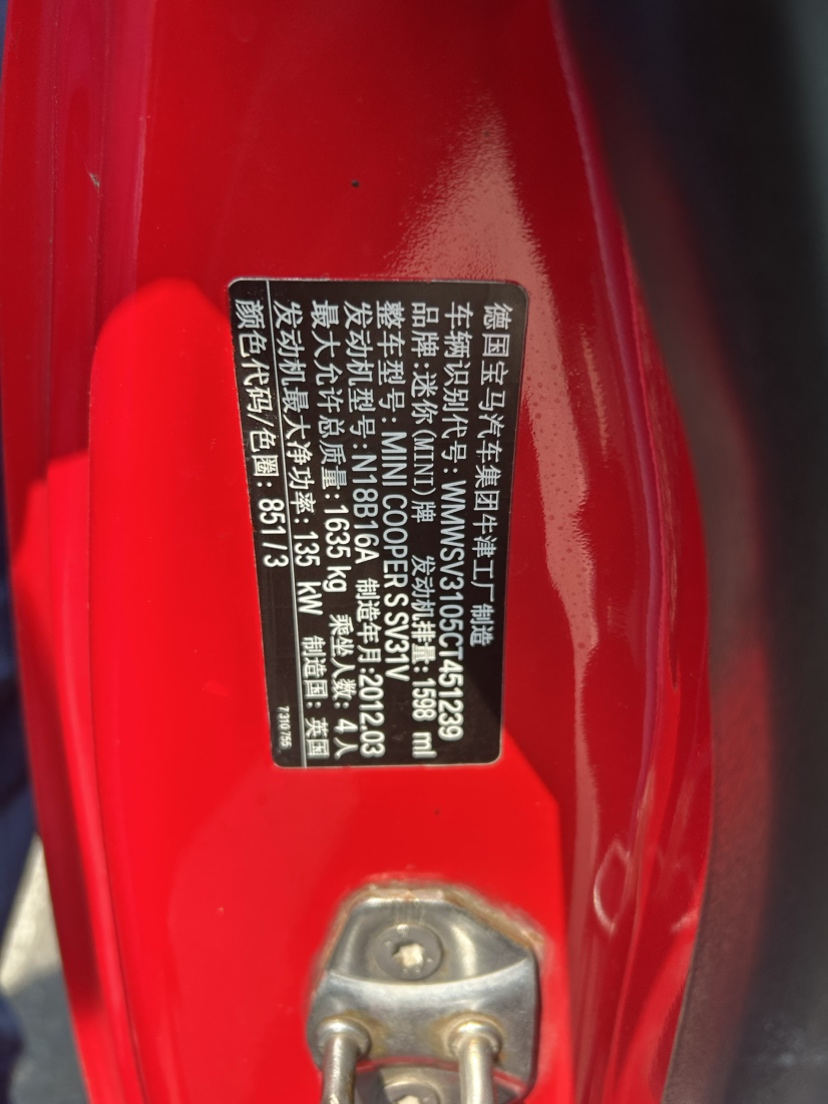 德国宝马汽车集团牛津工厂 制造
车辆识别代号: WMWSV3105CT451239
品牌:迷你(MINI)牌 发动机排量: 1598 ml
整车型号: MINI COOPER S SV31V
发动机型号: N18B16A 制造年月:2012.03
最大允许总质量: 1635 kg 乘坐人数: 4人
发动机最大净功率: 135 kW 制造国: 英国
颜色代码/色圈: 851/3
7 310 755